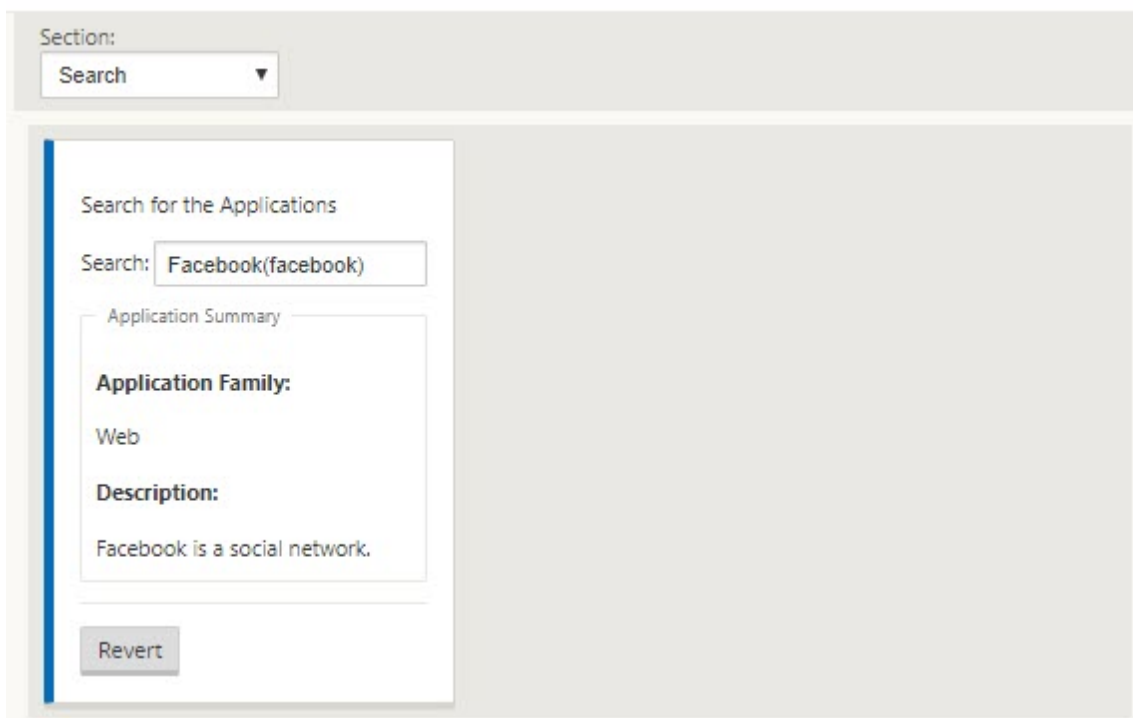 Section:
Search
Search for the Applications
Search: Facebook(facebook)
Application Summary
Application Family:
Web
Description:
Facebook is a social network.
Revert